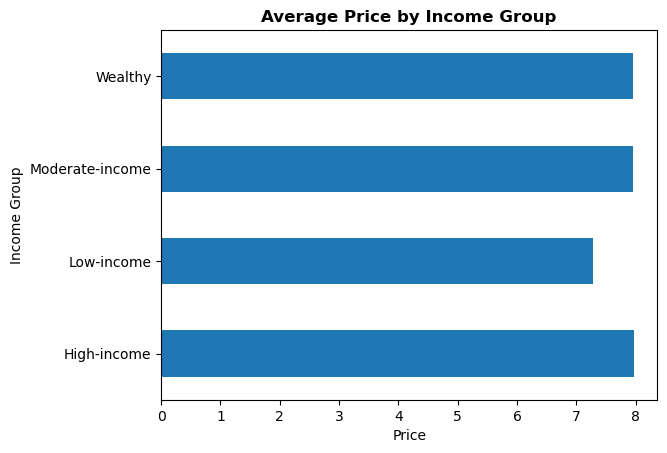 Average Price by Income Group
Income Group
Wealthy
Moderate-income
Low-income
High-income
0 1 2 3 4 5 6 7 8
Price